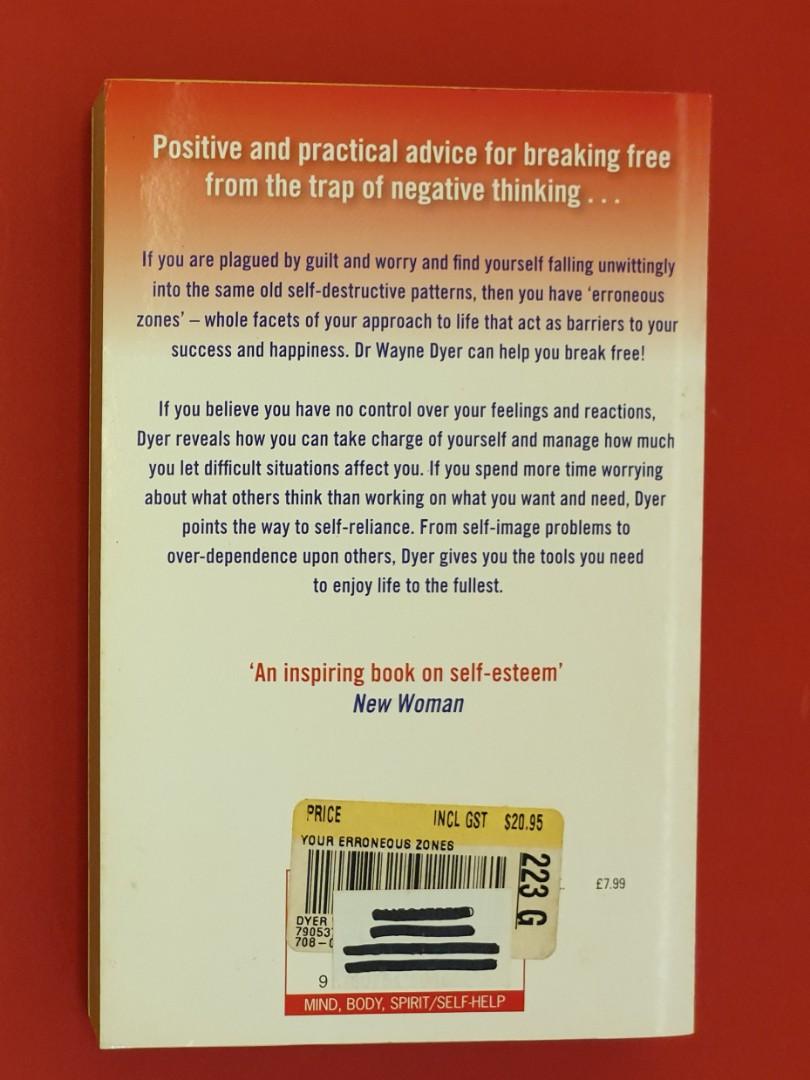 Positive and practical advice for breaking free
from the trap of negative thinking . . .
If you are plagued by guilt and worry and find yourself falling unwittingly
into the same old self-destructive patterns, then you have ‘erroneous
zones’ – whole facets of your approach to life that act as barriers to your
success and happiness. Dr Wayne Dyer can help you break free!
If you believe you have no control over your feelings and reactions,
Dyer reveals how you can take charge of yourself and manage how much
you let difficult situations affect you. If you spend more time worrying
about what others think than working on what you want and need, Dyer
points the way to self-reliance. From self-image problems to
over-dependence upon others, Dyer gives you the tools you need
to enjoy life to the fullest.
‘An inspiring book on self-esteem’
New Woman
PRICE INCL GST $20.95
YOUR ERRONEOUS ZONES
223 G
£7.99
DYER
79053
708-
9
MIND, BODY, SPIRIT/SELF-HELP